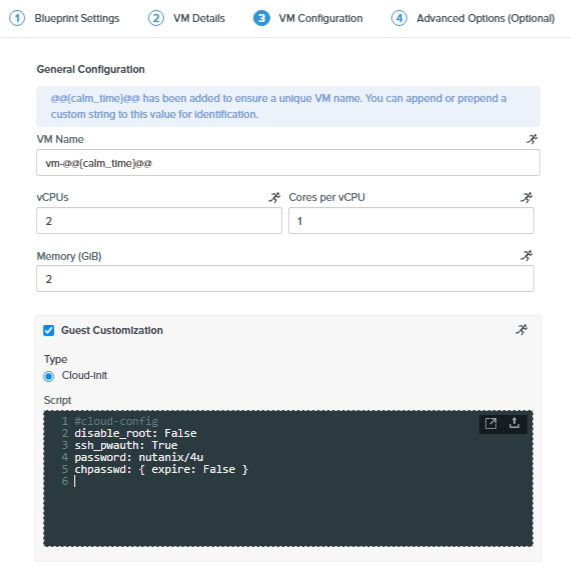 1 Blueprint Settings 2 VM Details 3 VM Configuration 4 Advanced Options (Optional)
General Configuration
@@{calm_time}@@ has been added to ensure a unique VM name. You can append or prepend a
custom string to this value for identification.
VM Name
vm-@@{calm_time}@@
vCPUs Cores per vCPU
2 1
Memory (GiB)
2
Guest Customization
Type
Cloud-init
Script
1 #cloud-config
2 disable_root: False
3 ssh_pwauth: True
4 password: nutanix/4u
5 chpasswd: { expire: False }
6